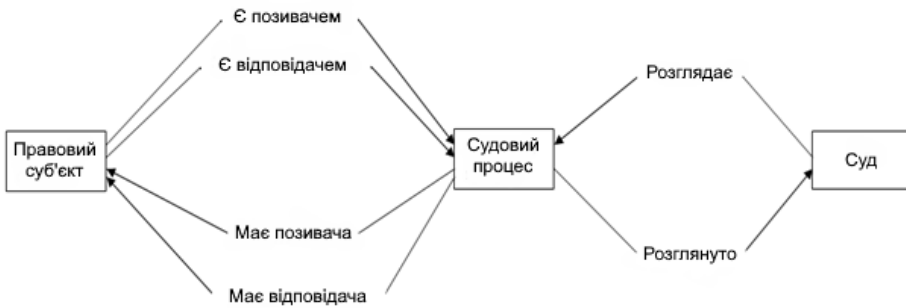 Є позивачем
Є відповідачем
Розглядає
Правовий
суб'єкт
Судовий
процес
Суд
Має позивача
Розглянуто
Має відповідача